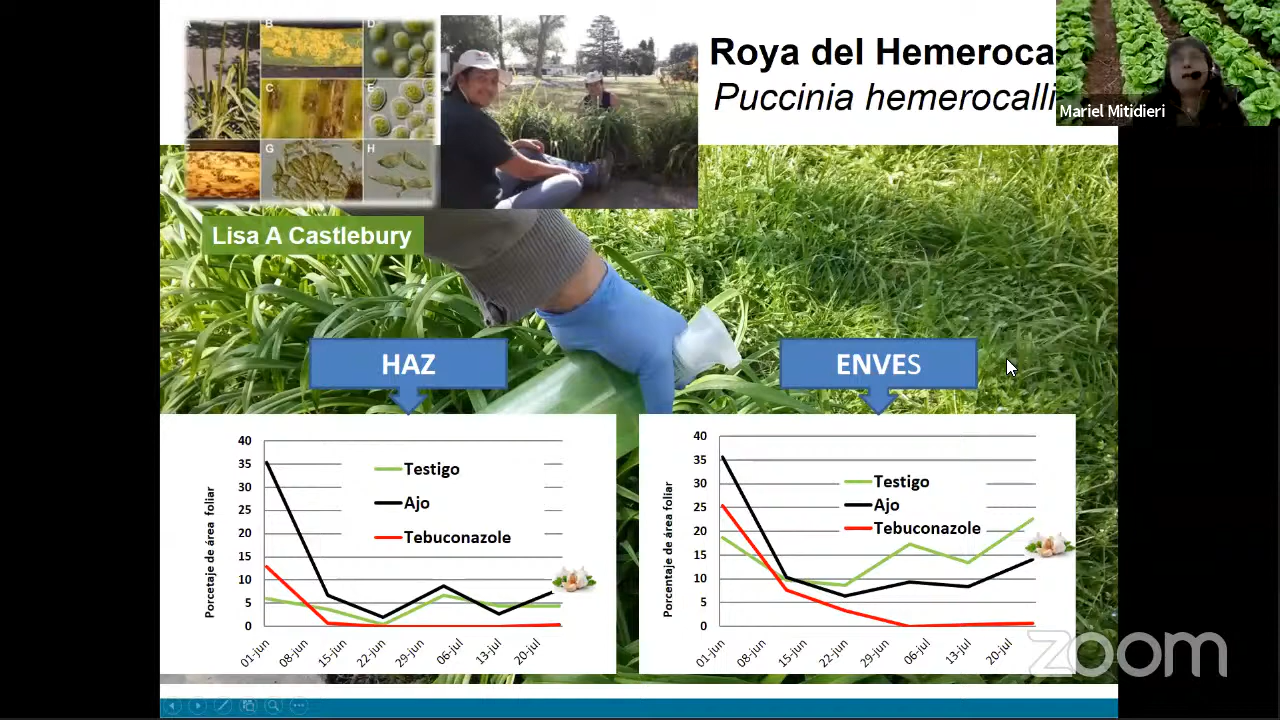 Roya del Hemeroca
Puccinia hemerocalli
Mariel Mitidieri
B
D
C
E
G
H
Lisa A Castlebury
HAZ
ENVES
Porcetaje de área foliar
40
35
30
25
20
15
10
5
0
Testigo
Ajo
Tebuconazole
01-jun
08-jun
15-jun
22-jun
29-jun
06-jul
13-jul
20-jul
Porcentaje de área foliar
40
35
30
25
20
15
10
5
0
Testigo
Ajo
Tebuconazole
01-jun
08-jun
15-jun
22-jun
29-jun
06-jul
13-jul
20-jul
zoom